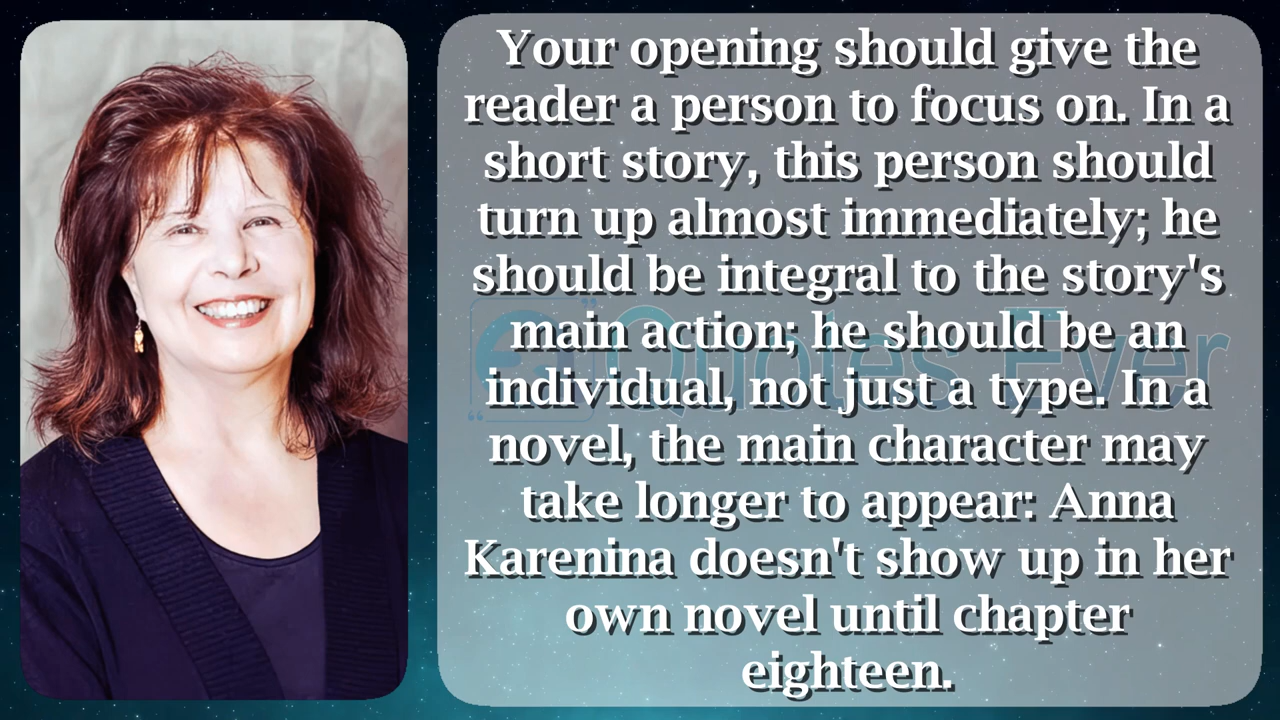 Your opening should give the
reader a person to focus on. In a
short story, this person should
turn up almost immediately; he
should be integral to the story's
main action; he should be an
individual, not just a type. In a
novel, the main character may
take longer to appear: Anna
Karenina doesn't show up in her
own novel until chapter
eighteen.
Quotes Ever